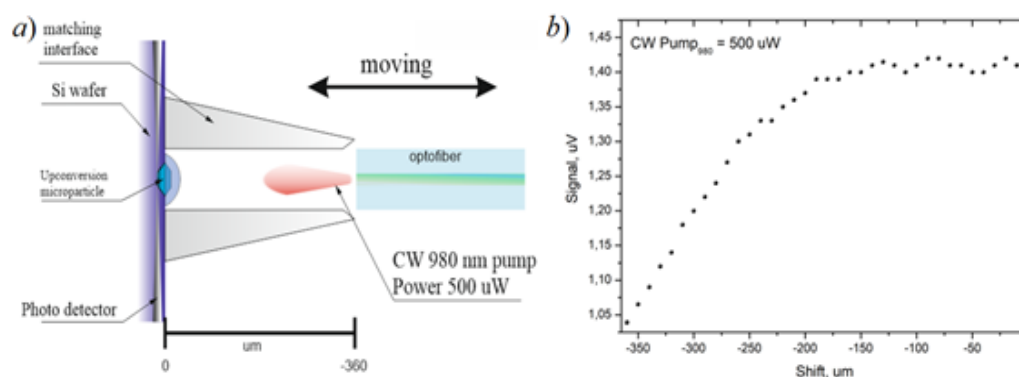 a)
matching
interface
Si wafer
Upconversion
microparticle
Photo detector
moving
optofiber
CW 980 nm pump
Power 500 uW
um
0
-360
b)
CW Pump980 = 500 uW
Signal, uV
1,45
1,40
1,35
1,30
1,25
1,20
1,15
1,10
1,05
-350
-300
-250
-200
-150
-100
-50
0
Shift, um